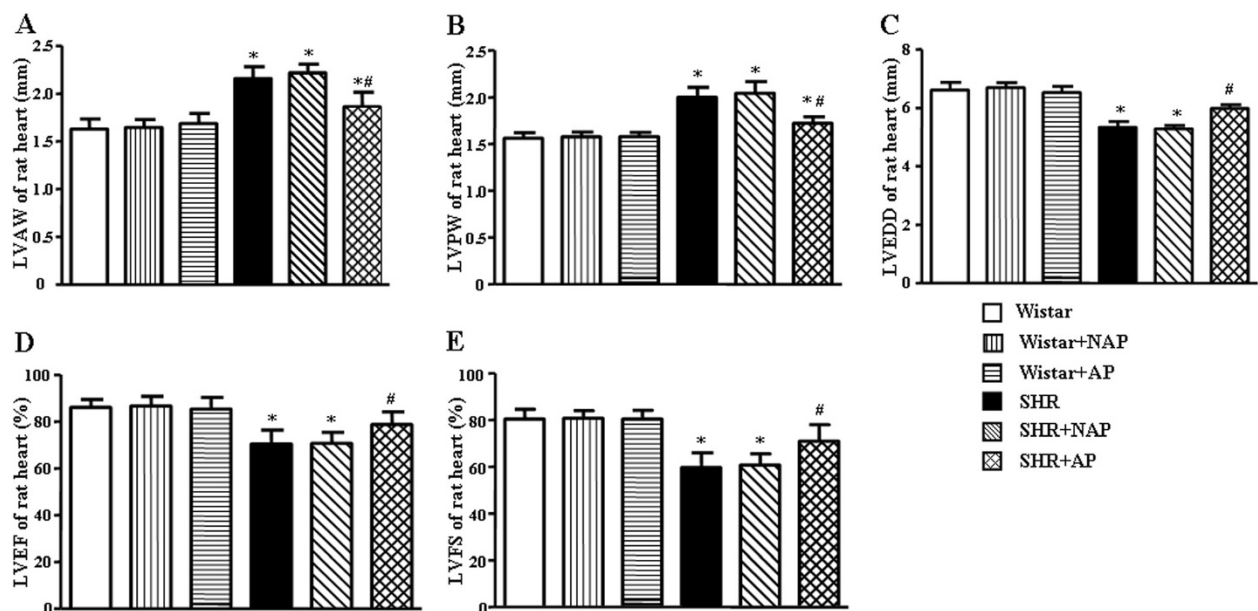 A
LVAW of rat heart (mm)
2.5
2.0
1.5
1.0
0.5
0
*
*
*#
B
LVPW of rat heart (mm)
2.5
2.0
1.5
1.0
0.5
0
*
*
*#
C
LVEDD of rat heart (mm)
8
6
4
2
0
*
*
#
Wistar
Wistar+NAP
Wistar+AP
SHR
SHR+NAP
SHR+AP
D
LVEF of rat heart (%)
100
80
60
40
20
0
*
*
#
E
LVFS of rat heart (%)
100
80
60
40
20
0
*
*
#